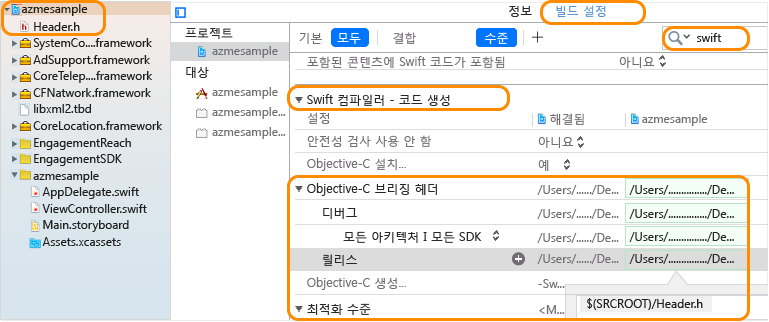 azmesample
Header.h
SystemCo....framework
AdSupport.framework
CoreTelep....framework
CFNatwork.framework
libxml2.tbd
CoreLocation.framework
EngagementReach
EngagementSDK
azmesample
AppDelegate.swift
ViewController.swift
Main.storyboard
Assets.xcassets
프로젝트
azmesample
대상
azmesample
azmesample...
azmesample...
정보 빌드 설정
기본 모두 결합 수준 + swift
포함된 콘텐츠에 Swift 코드가 포함됨 아니요
Swift 컴파일러 - 코드 생성
설정 해결됨 azmesample
안전성 검사 사용 안 함 아니요
Objective-C 설치... 예
Objective-C 브리징 헤더 /Users/....../De... /Users/.............../De...
디버그 /Users/....../De... /Users/.............../De...
모든 아키텍처 I 모든 SDK /Users/....../De... /Users/.............../De...
릴리스 /Users/....../De... /Users/.............../De...
Objective-C 생성... -Sw...
$(SRCROOT)/Header.h
최적화 수준 <M...